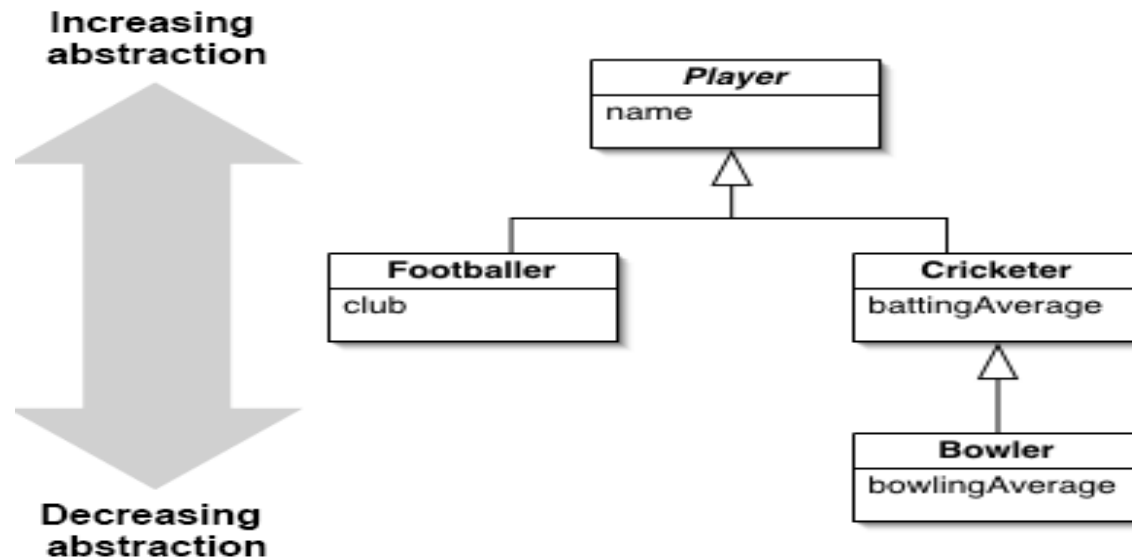 Increasing
abstraction
Player
name
Footballer
club
Cricketer
battingAverage
Bowler
bowlingAverage
Decreasing
abstraction